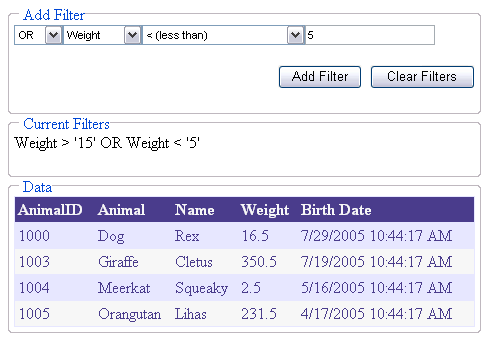 Add Filter
OR Weight < (less than) 5
Add Filter Clear Filters
Current Filters
Weight > '15' OR Weight < '5'
Data
AnimalID Animal Name Weight Birth Date
1000 Dog Rex 16.5 7/29/2005 10:44:17 AM
1003 Giraffe Cletus 350.5 7/19/2005 10:44:17 AM
1004 Meerkat Squeaky 2.5 5/16/2005 10:44:17 AM
1005 Orangutan Lihas 231.5 4/17/2005 10:44:17 AM